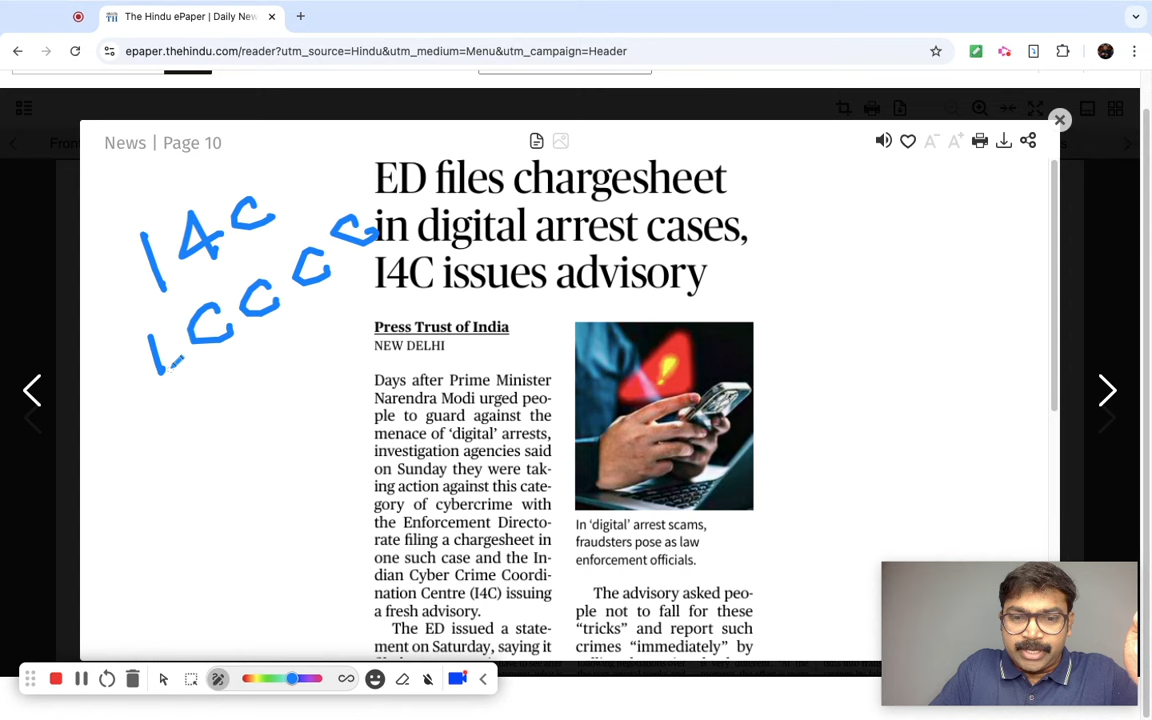 The Hindu ePaper | Daily New
epaper.thehindu.com/reader?utm_source=Hindu&utm_medium=Menu&utm_campaign=Header
News | Page 10
A-
A+
I4C
ICCCC
ED files chargesheet
in digital arrest cases,
I4C issues advisory
Press Trust of India
NEW DELHI
Days after Prime Minister
Narendra Modi urged peo-
ple to guard against the
menace of ‘digital’ arrests,
investigation agencies said
on Sunday they were tak-
ing action against this cate-
gory of cybercrime with
the Enforcement Directo-
rate filing a chargesheet in
one such case and the In-
dian Cyber Crime Coordi-
nation Centre (I4C) issuing
a fresh advisory.
The ED issued a state-
ment on Saturday, saying it
In ‘digital’ arrest scams,
fraudsters pose as law
enforcement officials.
The advisory asked peo-
ple not to fall for these
“tricks” and report such
crimes “immediately” by